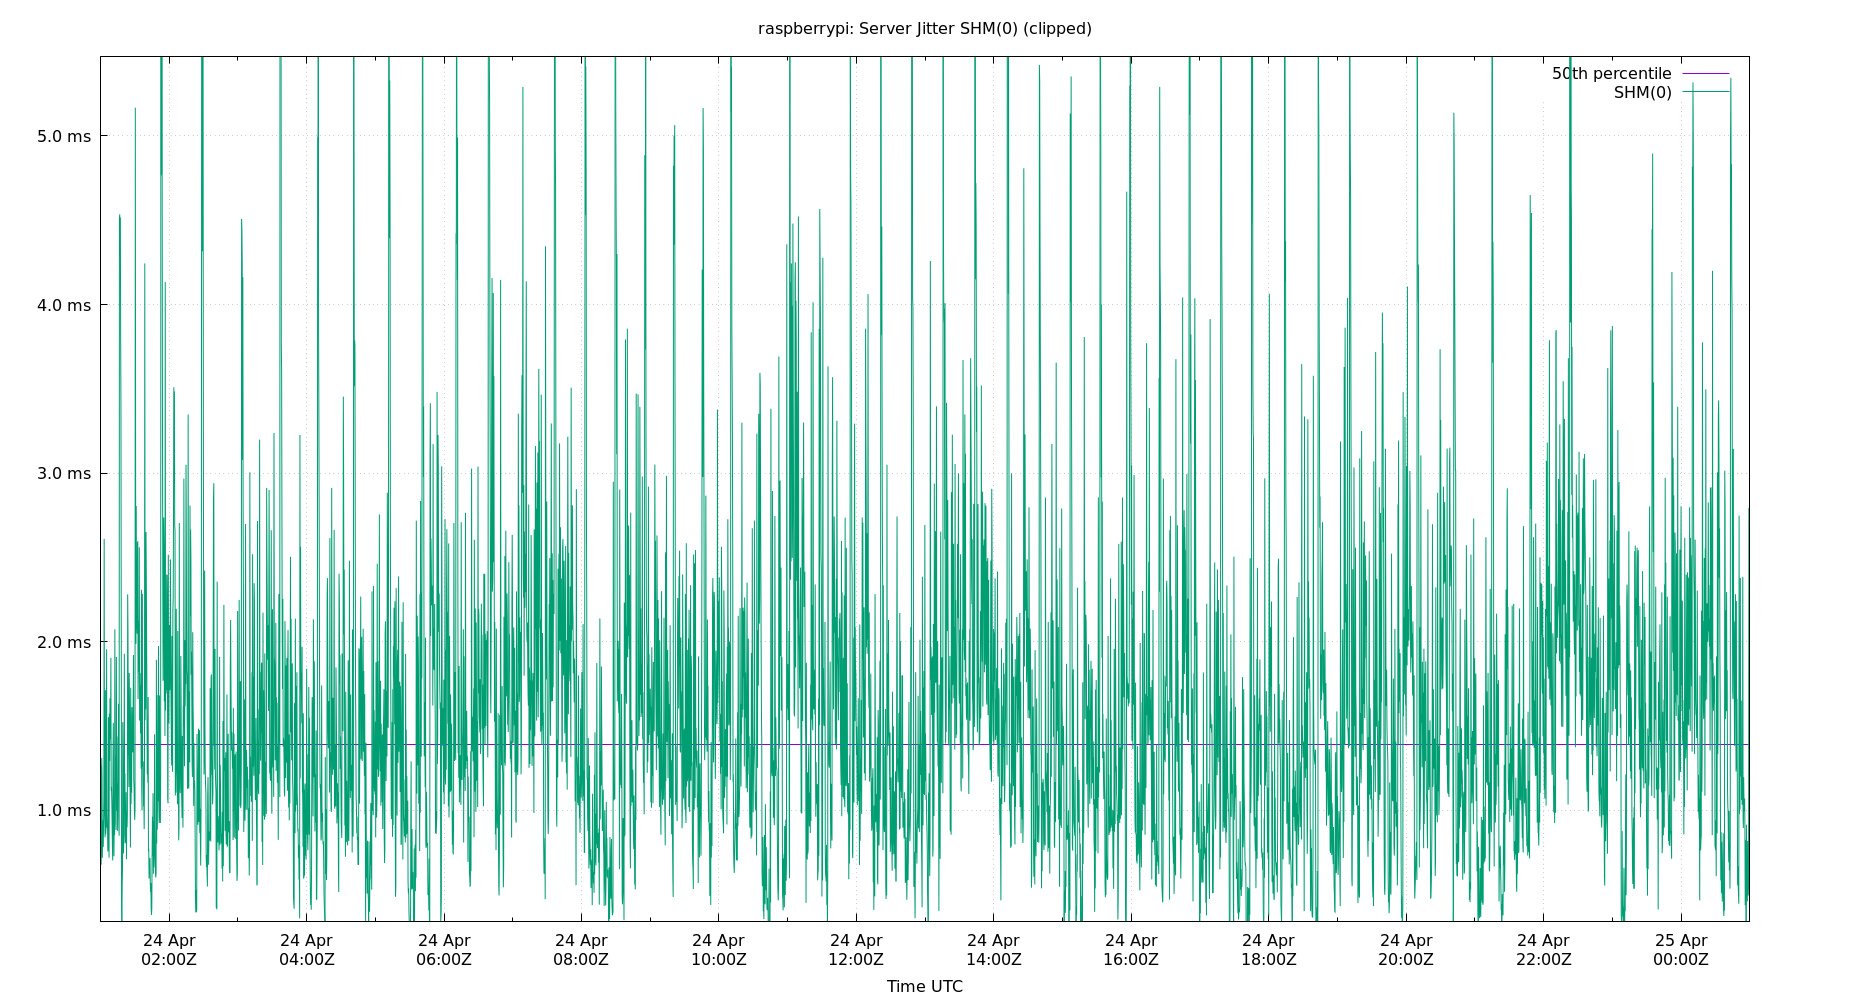 raspberrypi: Server Jitter SHM(0) (clipped)
50th percentile
SHM(0)
5.0 ms
4.0 ms
3.0 ms
2.0 ms
1.0 ms
24 Apr 24 Apr 24 Apr 24 Apr 24 Apr 24 Apr 24 Apr 24 Apr 24 Apr 24 Apr 24 Apr 25 Apr
02:00Z 04:00Z 06:00Z 08:00Z 10:00Z 12:00Z 14:00Z 16:00Z 18:00Z 20:00Z 22:00Z 00:00Z
Time UTC